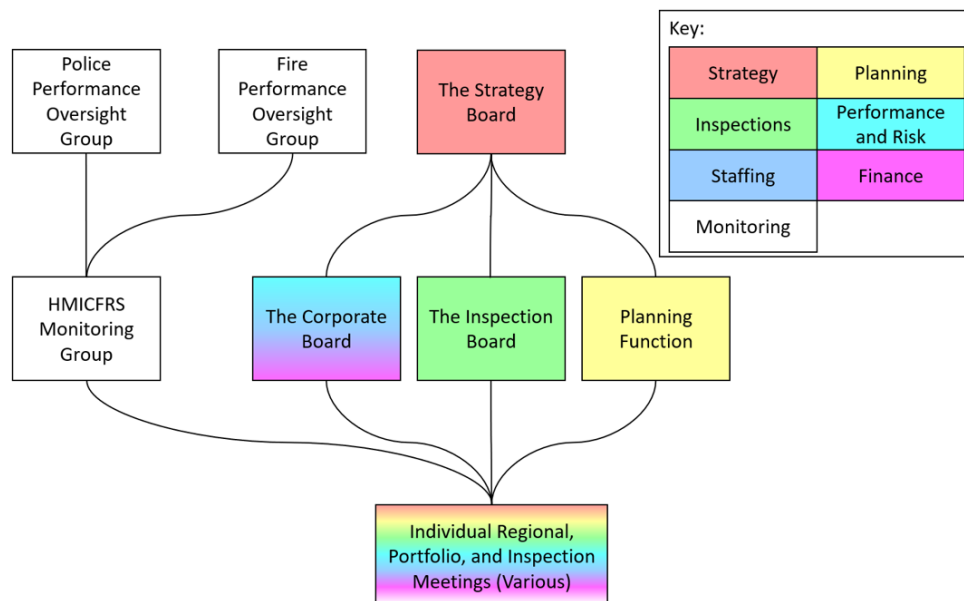 Police
Performance
Oversight
Group
Fire
Performance
Oversight
Group
The Strategy
Board
Key:
Strategy
Planning
Inspections
Performance
and Risk
Staffing
Finance
Monitoring
HMICFRS
Monitoring
Group
The Corporate
Board
The Inspection
Board
Planning
Function
Individual Regional,
Portfolio, and Inspection
Meetings (Various)